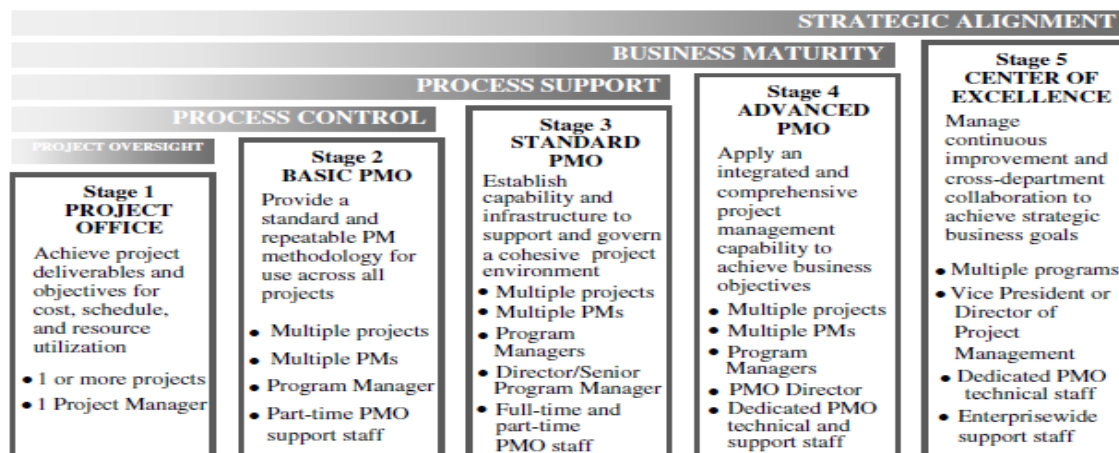 STRATEGIC ALIGNMENT
BUSINESS MATURITY
PROCESS SUPPORT
PROCESS CONTROL
PROJECT OVERSIGHT
Stage 1
PROJECT
OFFICE
Achieve project
deliverables and
objectives for
cost, schedule,
and resource
utilization
• 1 or more projects
• 1 Project Manager
Stage 2
BASIC PMO
Provide a
standard and
repeatable PM
methodology for
use across all
projects
• Multiple projects
• Multiple PMs
• Program Manager
• Part-time PMO
support staff
Stage 3
STANDARD
PMO
Establish
capability and
infrastructure to
support and govern
a cohesive project
environment
• Multiple projects
• Multiple PMs
• Program
Managers
• Director/Senior
Program Manager
• Full-time and
part-time
PMO staff
Stage 4
ADVANCED
PMO
Apply an
integrated and
comprehensive
project
management
capability to
achieve business
objectives
• Multiple projects
• Multiple PMs
• Program
Managers
• PMO Director
• Dedicated PMO
technical and
support staff
Stage 5
CENTER OF
EXCELLENCE
Manage
continuous
improvement and
cross-department
collaboration to
achieve strategic
business goals
• Multiple programs
• Vice President or
Director of
Project
Management
• Dedicated PMO
technical staff
• Enterprisewide
support staff